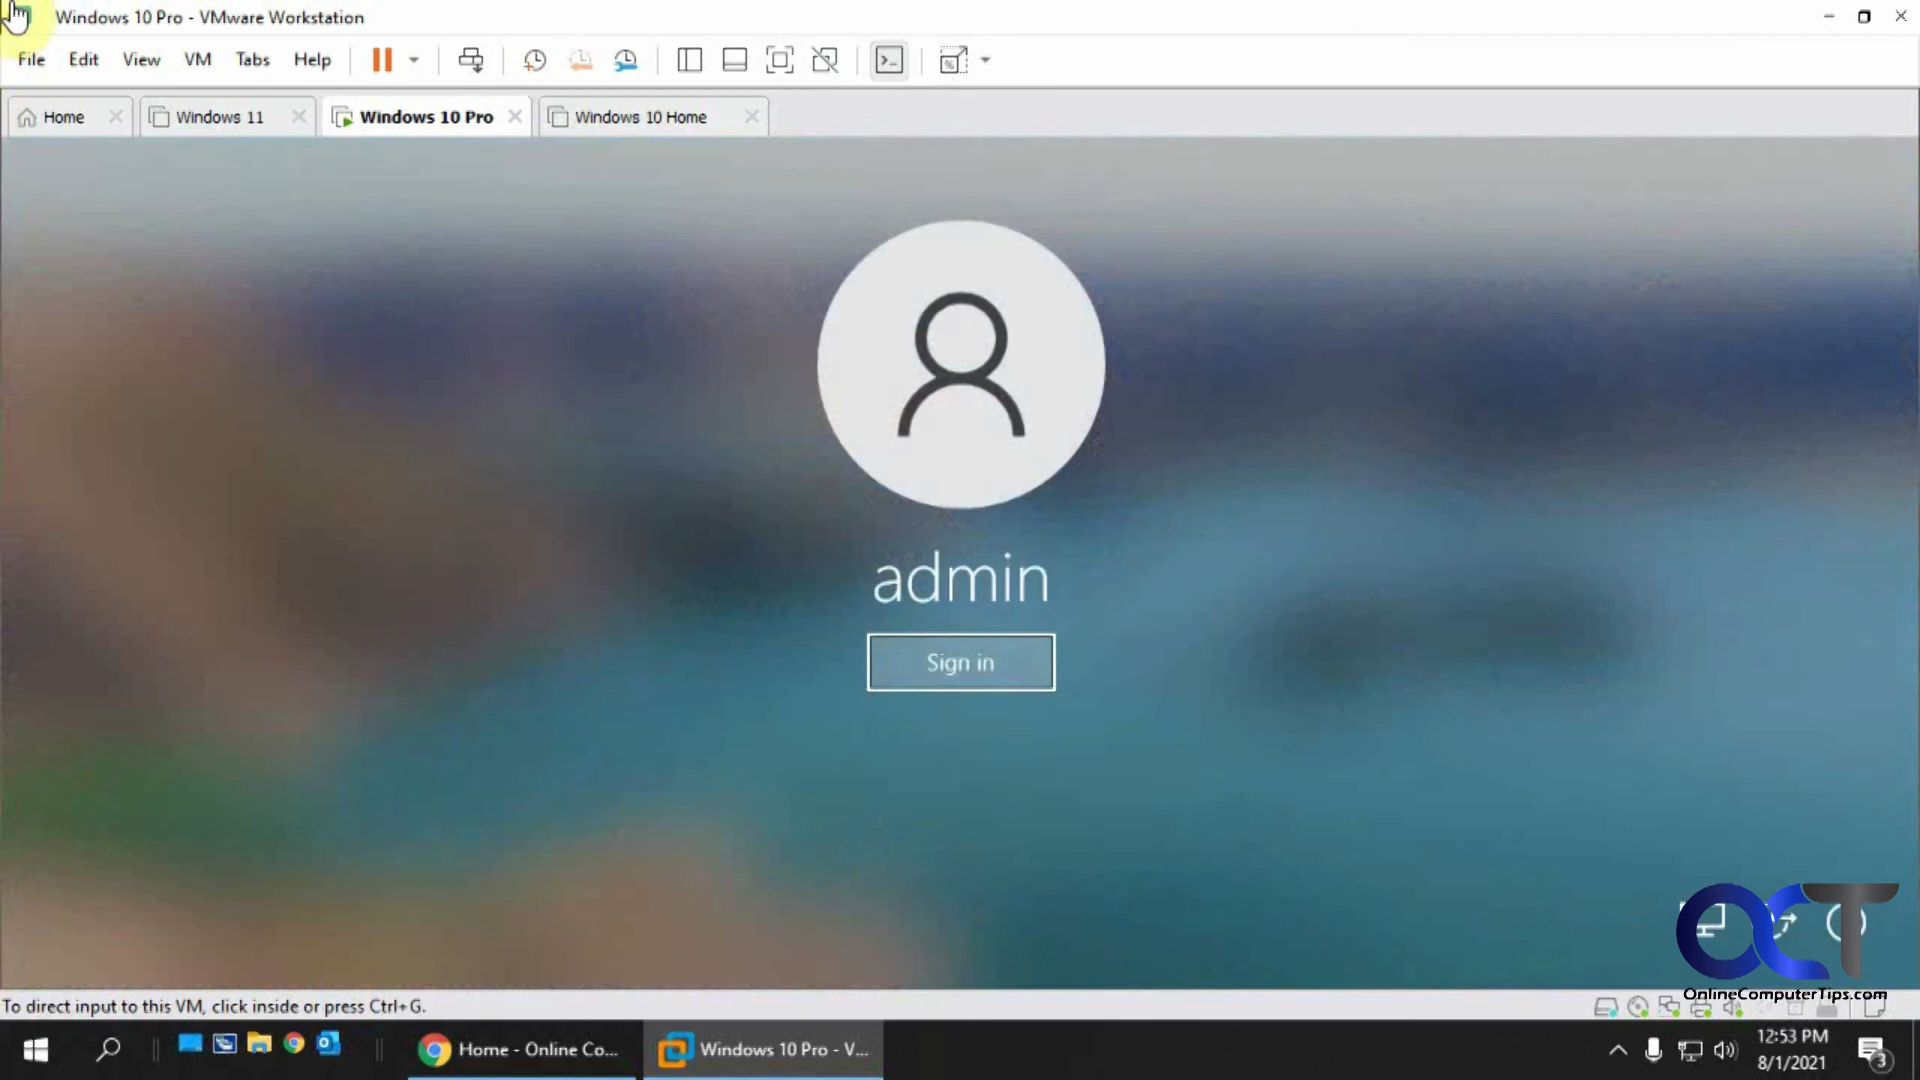 Windows 10 Pro - VMware Workstation
File Edit View VM Tabs Help
Home Windows 11 Windows 10 Pro Windows 10 Home
admin
Sign in
OCT
OnlineComputerTips.com
To direct input to this VM, click inside or press Ctrl+G.
Home - Online Co... Windows 10 Pro - V...
12:53 PM
8/1/2021
3